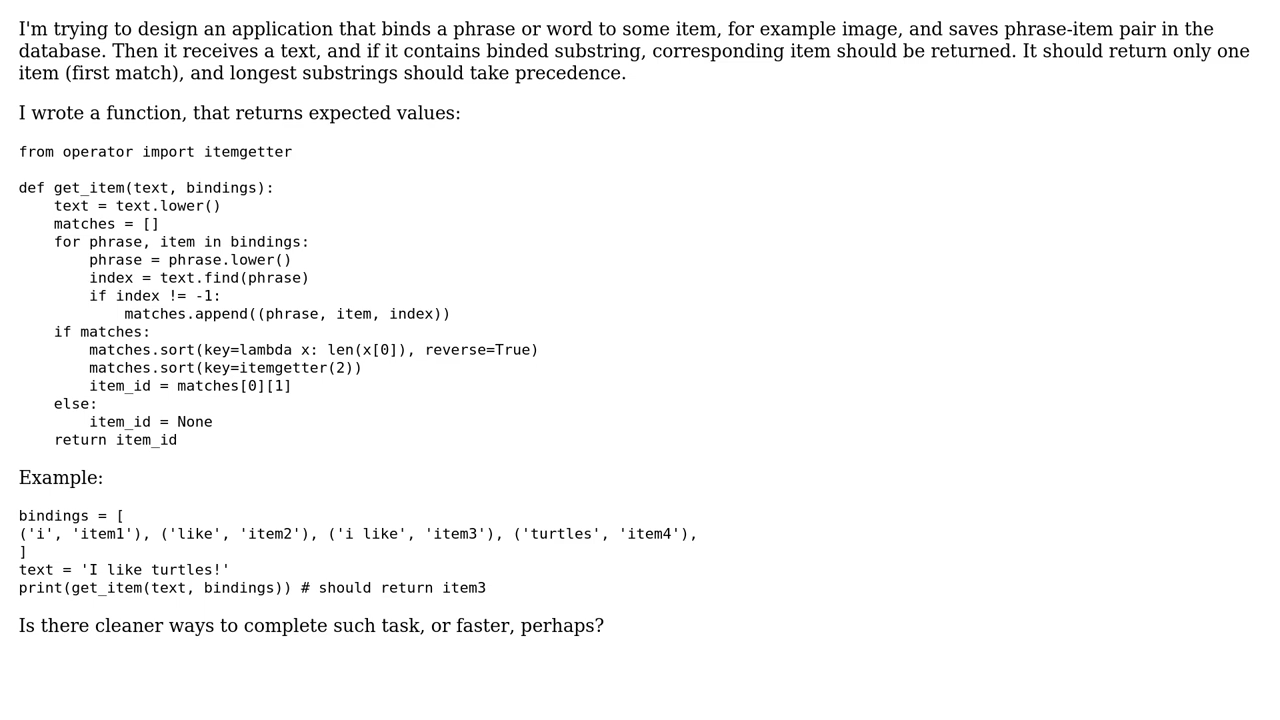 I'm trying to design an application that binds a phrase or word to some item, for example image, and saves phrase-item pair in the
database. Then it receives a text, and if it contains binded substring, corresponding item should be returned. It should return only one
item (first match), and longest substrings should take precedence.
I wrote a function, that returns expected values:
from operator import itemgetter
def get_item(text, bindings):
    text = text.lower()
    matches = []
    for phrase, item in bindings:
        phrase = phrase.lower()
        index = text.find(phrase)
        if index != -1:
            matches.append((phrase, item, index))
    if matches:
        matches.sort(key=lambda x: len(x[0]), reverse=True)
        matches.sort(key=itemgetter(2))
        item_id = matches[0][1]
    else:
        item_id = None
    return item_id
Example:
bindings = [
('i', 'item1'), ('like', 'item2'), ('i like', 'item3'), ('turtles', 'item4'),
]
text = 'I like turtles!'
print(get_item(text, bindings)) # should return item3
Is there cleaner ways to complete such task, or faster, perhaps?